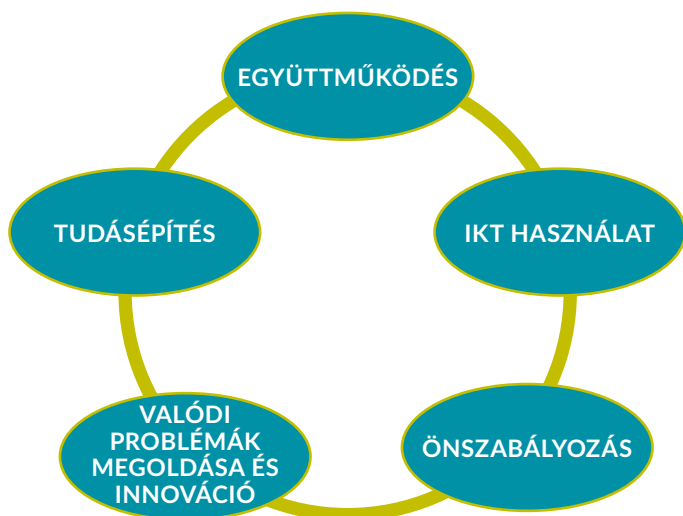 EGYÜTTMŰKÖDÉS
TUDÁSÉPÍTÉS
IKT HASZNÁLAT
VALÓDI
PROBLÉMÁK
MEGOLDÁSA ÉS
INNOVÁCIÓ
ÖNSZABÁLYOZÁS